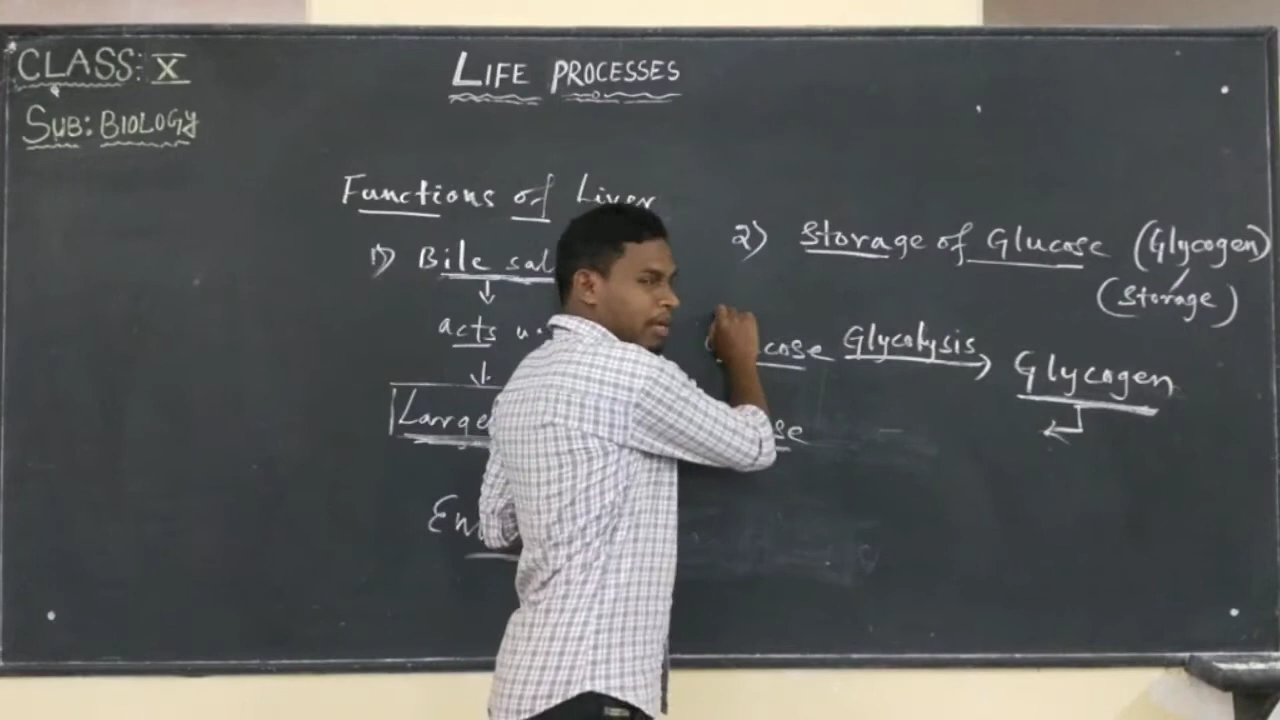 CLASS: X
SUB: BIOLOGY
LIFE PROCESSES
Functions of Liver
1) Bile
acts
Large
2) Storage of Glucose (Glycogen)
(Storage)
Glycolysis
Glycogen